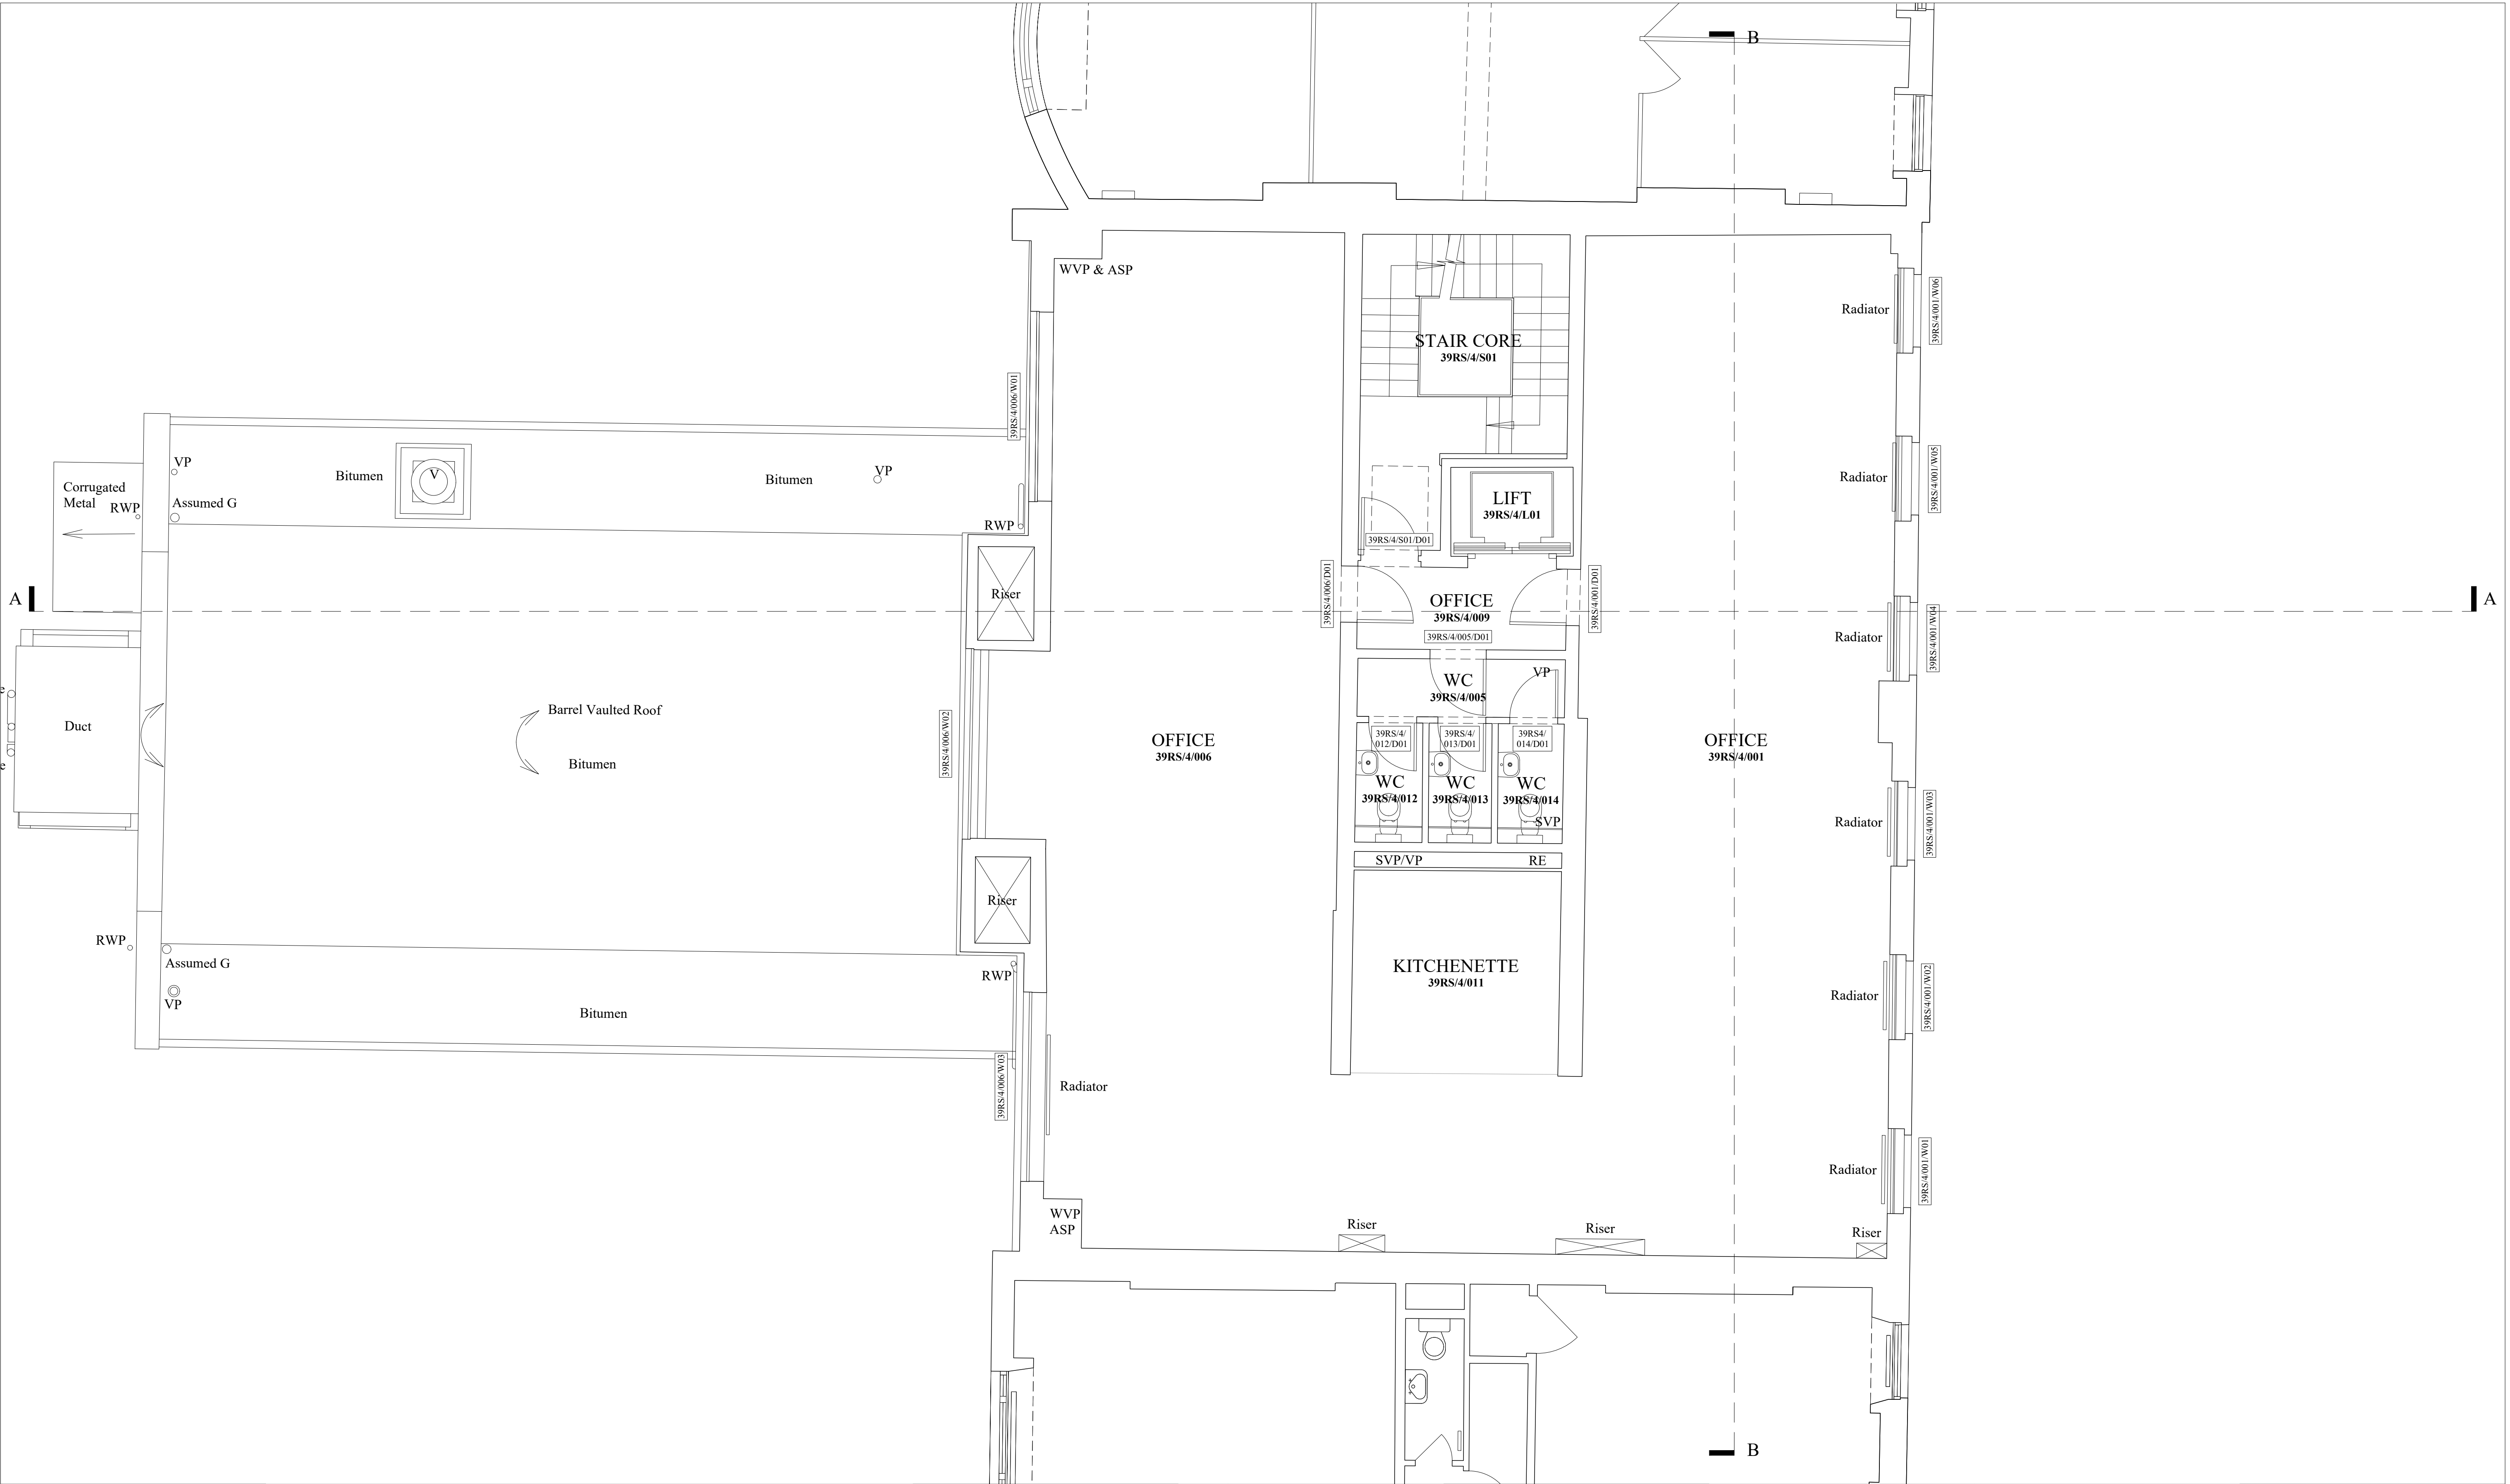 B
WVP & ASP
Radiator
39RS/4/001/W06
STAIR CORE
39RS/4/S01
39RS/4/006/W01
VP
Bitumen
V
Bitumen
VP
Corrugated
Metal
RWP
Assumed G
RWP
LIFT
39RS/4/L01
Radiator
39RS/4/001/W05
39RS/4/S01/D01
A
Riser
39RS/4/006/D01
OFFICE
39RS/4/009
39RS/4/001/D01
A
39RS/4/005/D01
Radiator
39RS/4/001/W04
e
WC
39RS/4/005
VP
Duct
Barrel Vaulted Roof
Bitumen
39RS/4/006/W02
OFFICE
39RS/4/006
39RS/4/
012/D01
39RS/4/
013/D01
39RS4/
014/D01
OFFICE
39RS/4/001
e
WC
39RS/4/012
WC
39RS/4/013
WC
39RS/4/014
SVP
Radiator
39RS/4/001/W03
SVP/VP
RE
Riser
RWP
Assumed G
VP
RWP
Bitumen
KITCHENETTE
39RS/4/011
Radiator
39RS/4/001/W02
39RS/4/006/W03
Radiator
Radiator
39RS/4/001/W01
WVP
ASP
Riser
Riser
Riser
B